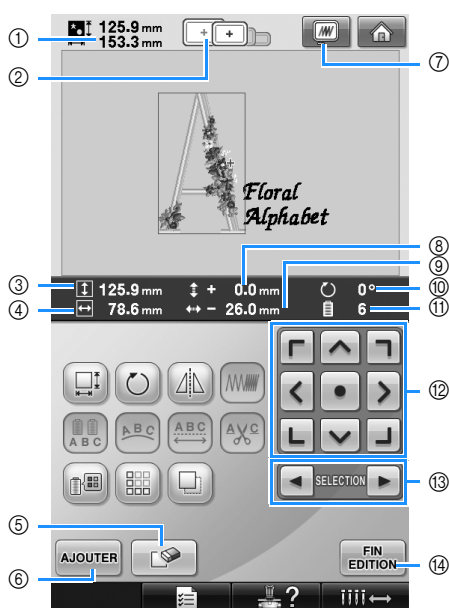 ① 125.9 mm
153.3 mm
②
⑦
Floral
Alphabet
③ 125.9 mm + 0.0 mm 0° ⑧ ⑨ ⑩
④ 78.6 mm − 26.0 mm 6 ⑪
⑫
A B C A B C A B C A C
⑬ SELECTION
⑤
⑥ AJOUTER
FIN
EDITION ⑭
?